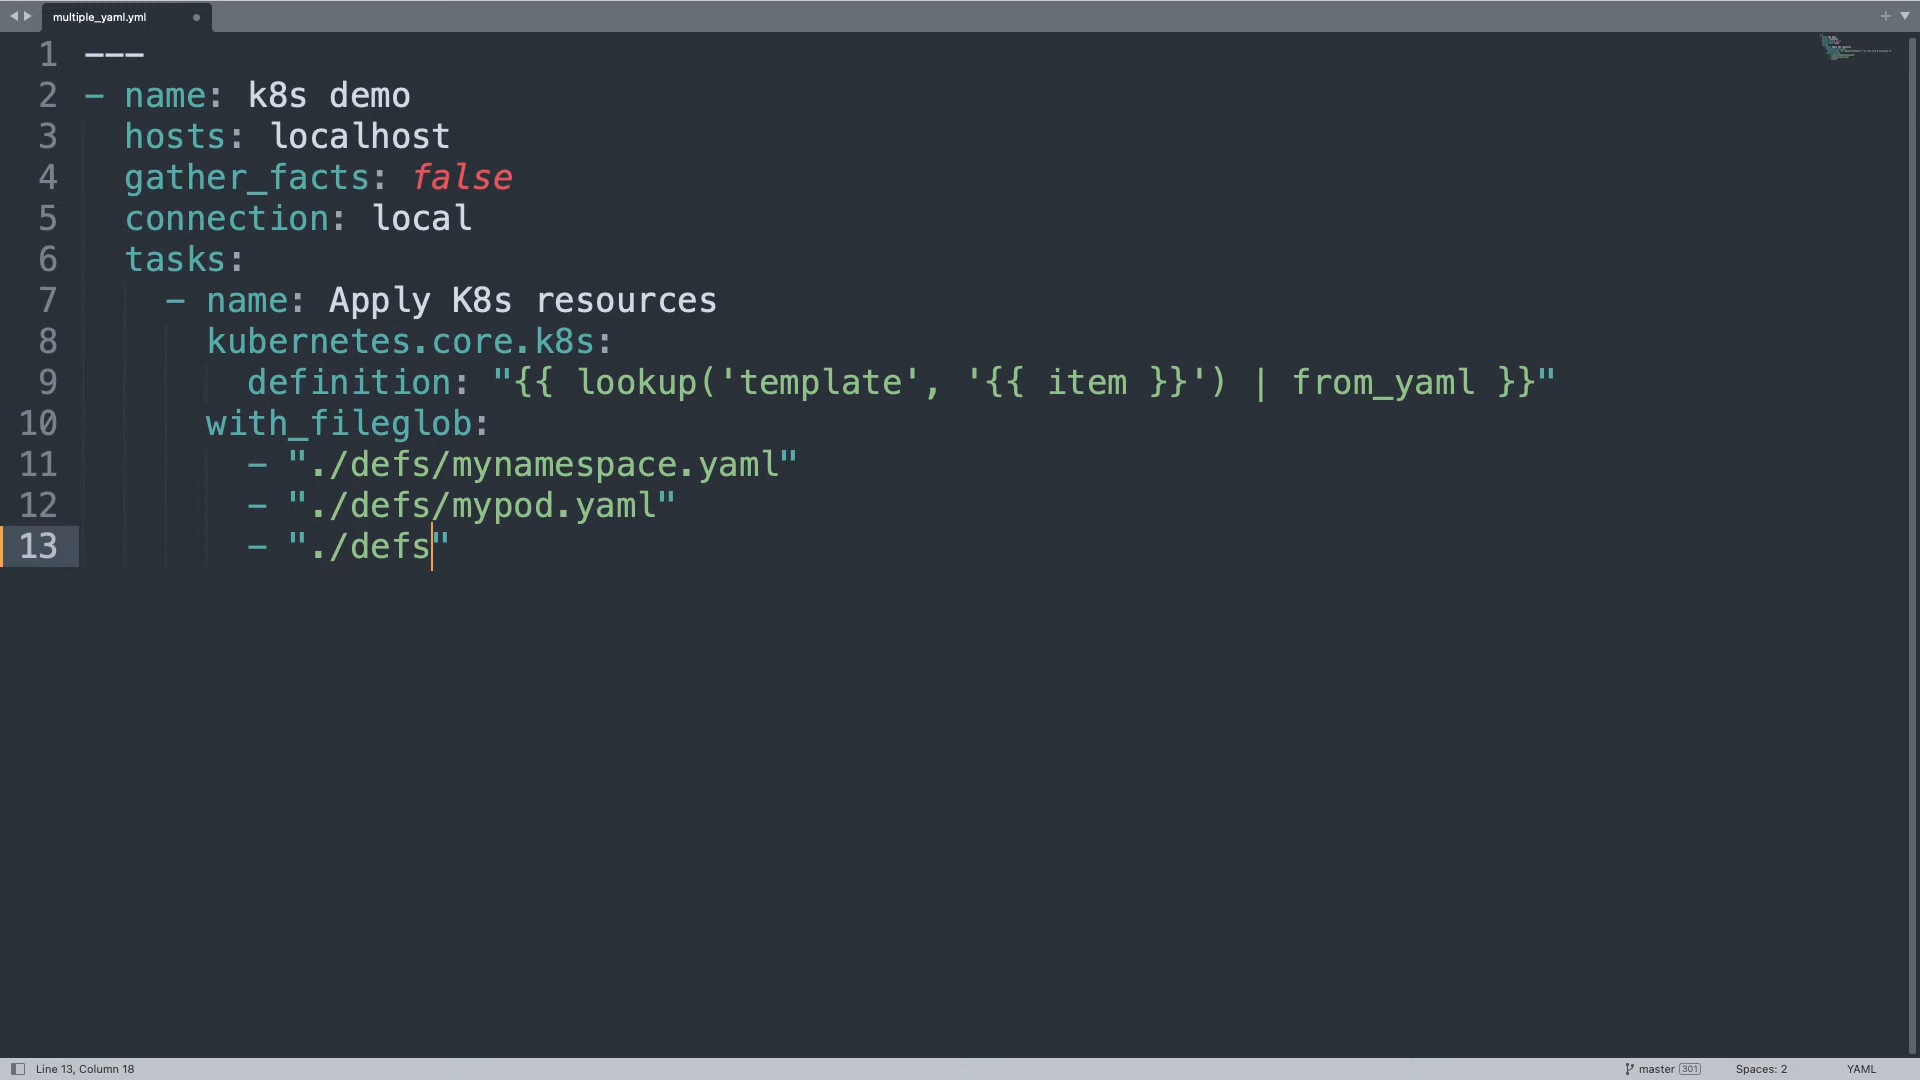 multiple_yaml.yml
1 ---
2 - name: k8s demo
3   hosts: localhost
4   gather_facts: false
5   connection: local
6   tasks:
7     - name: Apply K8s resources
8       kubernetes.core.k8s:
9         definition: "{{ lookup('template', '{{ item }}') | from_yaml }}"
10       with_fileglob:
11         - "./defs/mynamespace.yaml"
12         - "./defs/mypod.yaml"
13         - "./defs"
Line 13, Column 18 master 301 Spaces: 2 YAML